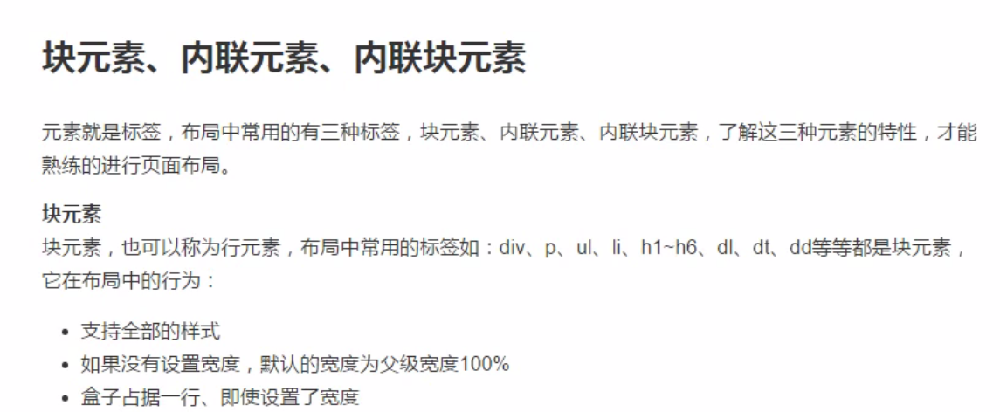 块元素、内联元素、内联块元素
元素就是标签，布局中常用的有三种标签，块元素、内联元素、内联块元素，了解这三种元素的特性，才能
熟练的进行页面布局。
块元素
块元素，也可以称为行元素，布局中常用的标签如：div、p、ul、li、h1~h6、dl、dt、dd等等都是块元素，
它在布局中的行为：
• 支持全部的样式
• 如果没有设置宽度，默认的宽度为父级宽度100%
• 盒子占据一行、即使设置了宽度